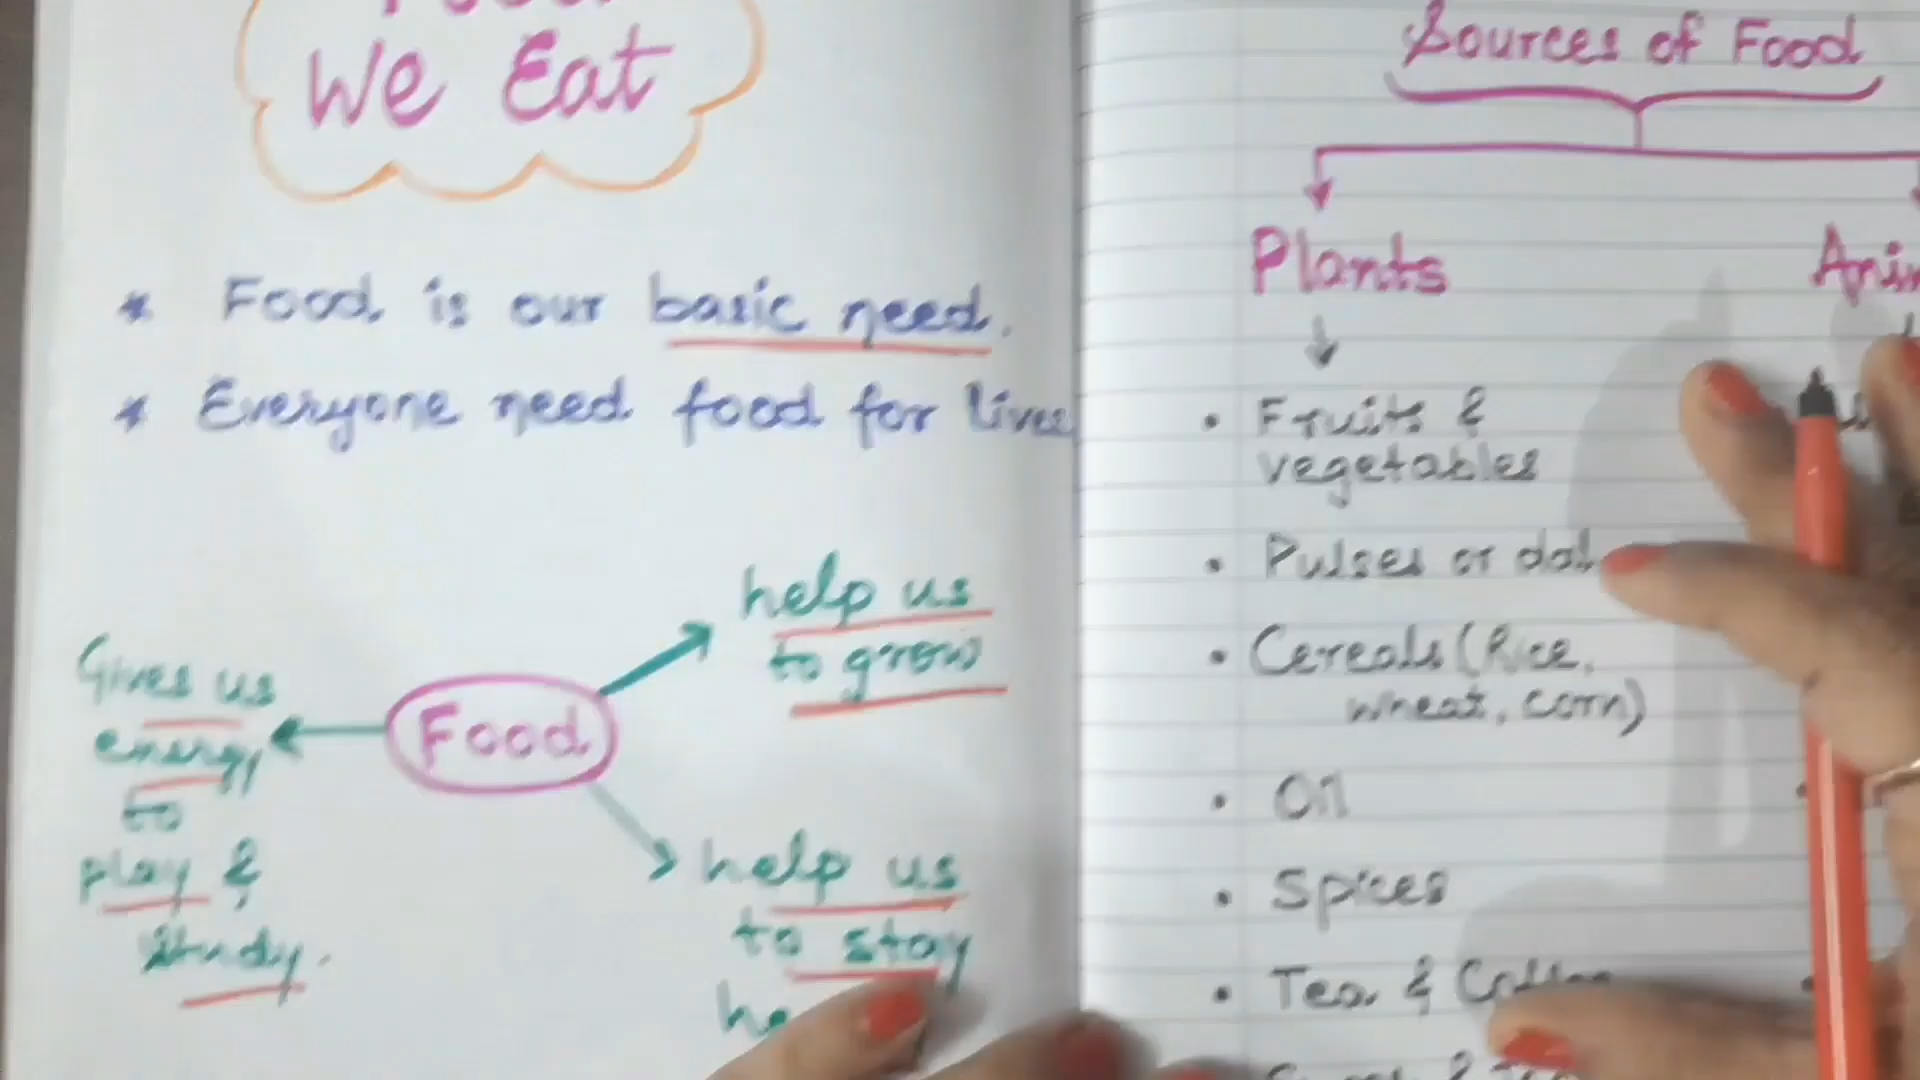 We Eat
* Food is our basic need.
* Everyone need food for lives
help us
to grow
Gives us
energy,
to
play &
study.
Food
help us
to stay
Sources of Food
Plants
• Fruits &
vegetables
• Pulses or dal
• Cereals (Rice,
wheat, corn)
• Oil
• Spices
• Tea &